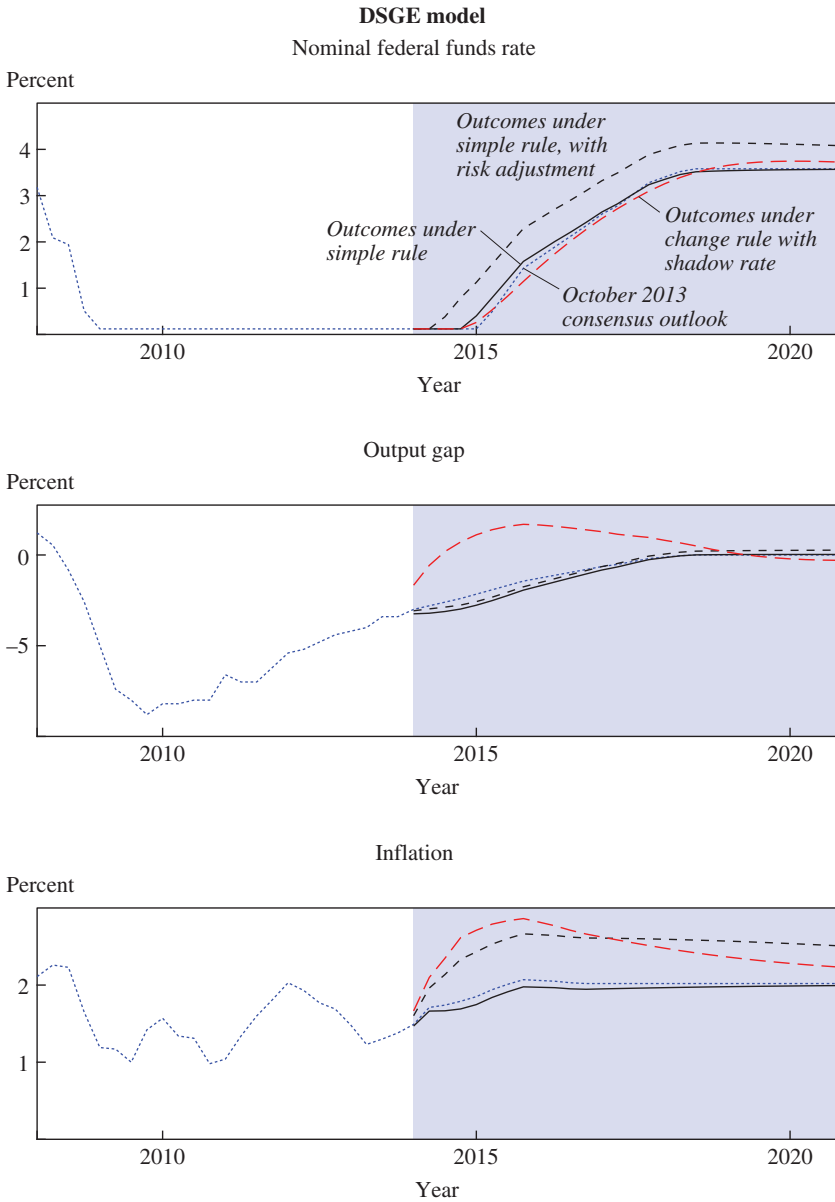 DSGE model
Nominal federal funds rate
Percent
Outcomes under
simple rule, with
risk adjustment
4
3
Outcomes under
simple rule
Outcomes under
change rule with
shadow rate
2
October 2013
consensus outlook
1
2010 2015 2020
Year
Output gap
Percent
0
–5
2010 2015 2020
Year
Inflation
Percent
2
1
2010 2015 2020
Year